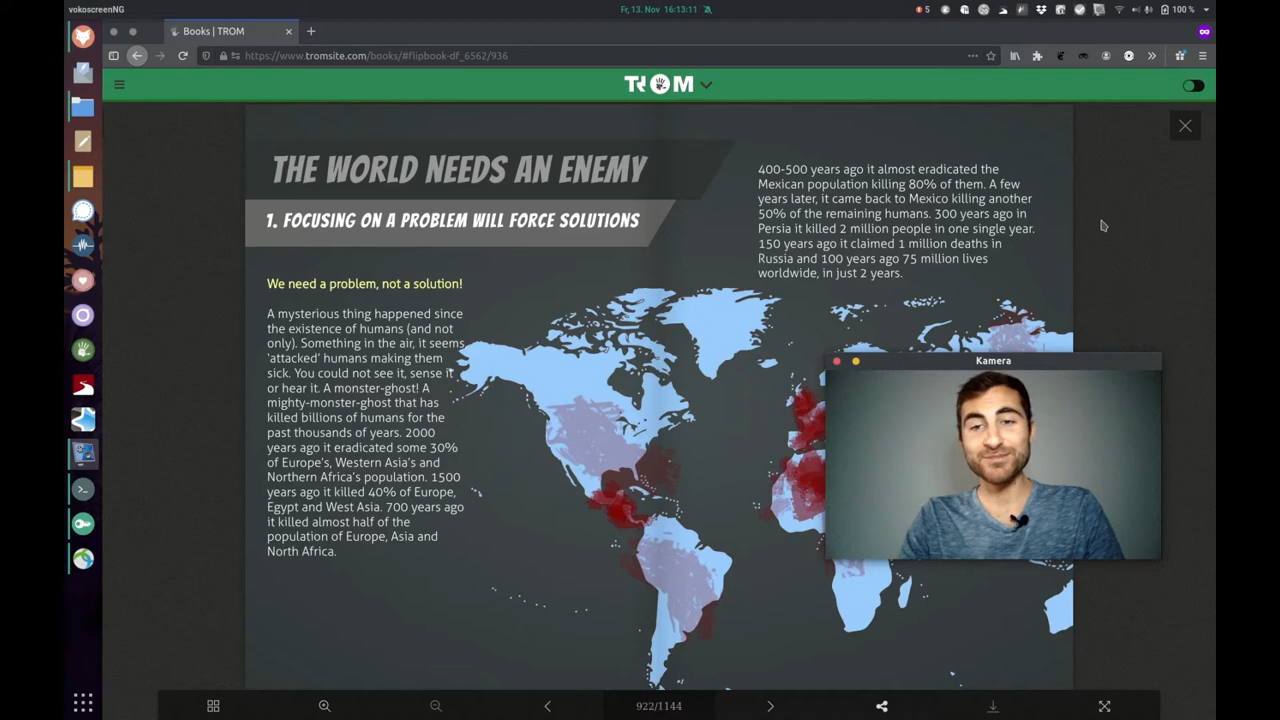 vokoscreenNG
Fr, 13. Nov 16:13:11
5
100 %
Books | TROM
https://www.tromsite.com/books/#flipbook-df_6562/936
TROM
THE WORLD NEEDS AN ENEMY
1. FOCUSING ON A PROBLEM WILL FORCE SOLUTIONS
We need a problem, not a solution!
A mysterious thing happened since
the existence of humans (and not
only). Something in the air, it seems
'attacked' humans making them
sick. You could not see it, sense it
or hear it. A monster-ghost! A
mighty-monster-ghost that has
killed billions of humans for the
past thousands of years. 2000
years ago it eradicated some 30%
of Europe's, Western Asia's and
Northern Africa's population. 1500
years ago it killed 40% of Europe,
Egypt and West Asia. 700 years ago
it killed almost half of the
population of Europe, Asia and
North Africa.
400-500 years ago it almost eradicated the
Mexican population killing 80% of them. A few
years later, it came back to Mexico killing another
50% of the remaining humans. 300 years ago in
Persia it killed 2 million people in one single year.
150 years ago it claimed 1 million deaths in
Russia and 100 years ago 75 million lives
worldwide, in just 2 years.
Kamera
922/1144